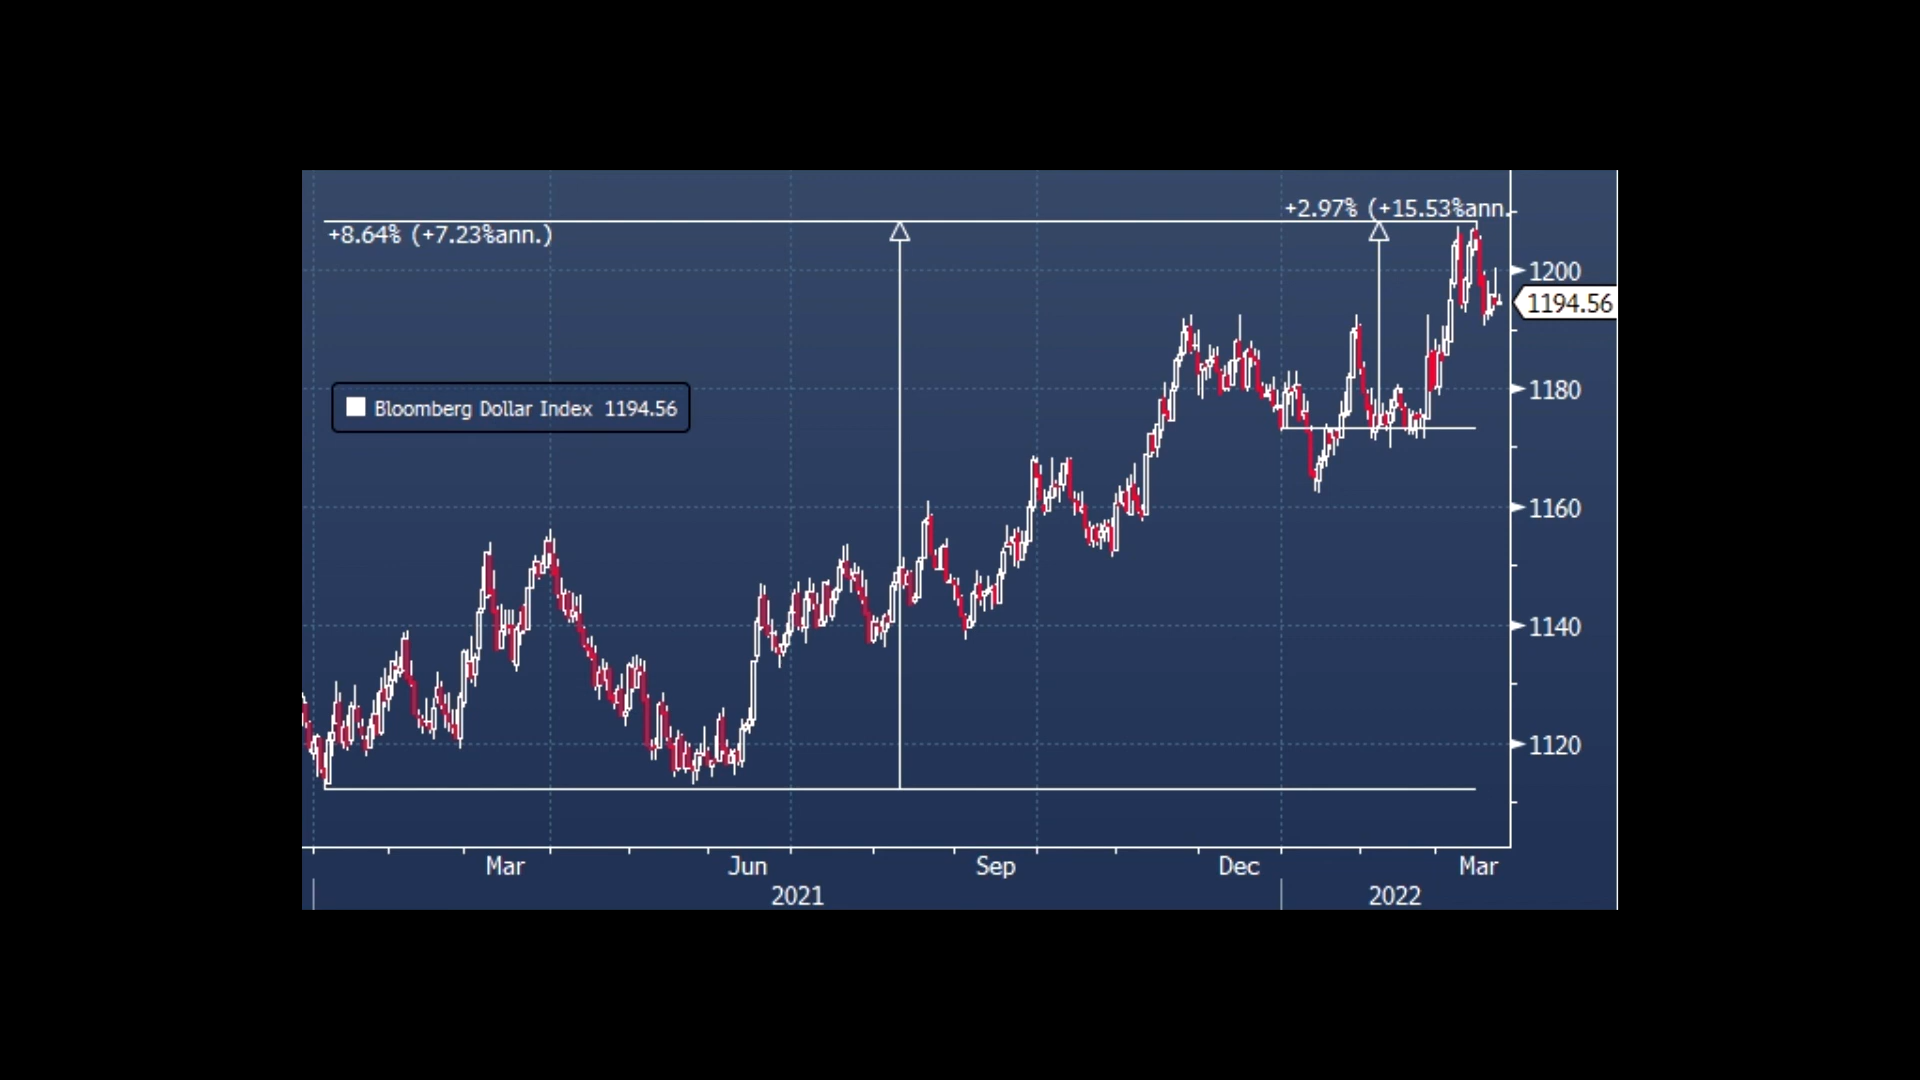 +2.97% (+15.53%ann.
+8.64% (+7.23%ann.)
1200
1194.56
1180
Bloomberg Dollar Index 1194.56
1160
1140
1120
Mar Jun Sep Dec Mar
2021 2022